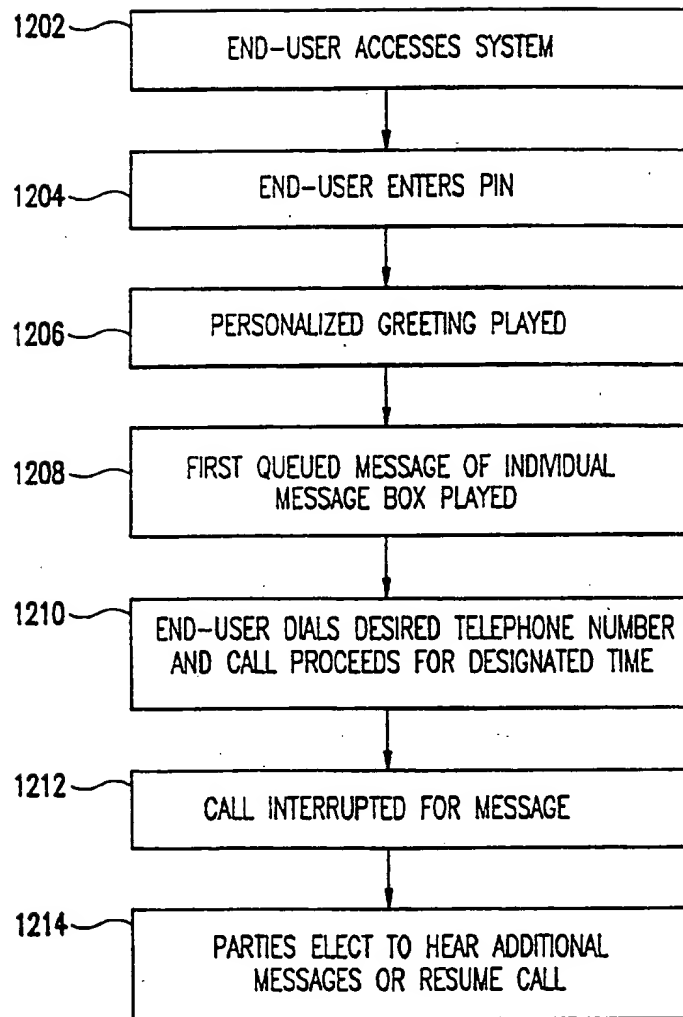 1202
END-USER ACCESSES SYSTEM
1204
END-USER ENTERS PIN
1206
PERSONALIZED GREETING PLAYED
1208
FIRST QUEUED MESSAGE OF INDIVIDUAL
MESSAGE BOX PLAYED
1210
END-USER DIALS DESIRED TELEPHONE NUMBER
AND CALL PROCEEDS FOR DESIGNATED TIME
1212
CALL INTERRUPTED FOR MESSAGE
1214
PARTIES ELECT TO HEAR ADDITIONAL
MESSAGES OR RESUME CALL